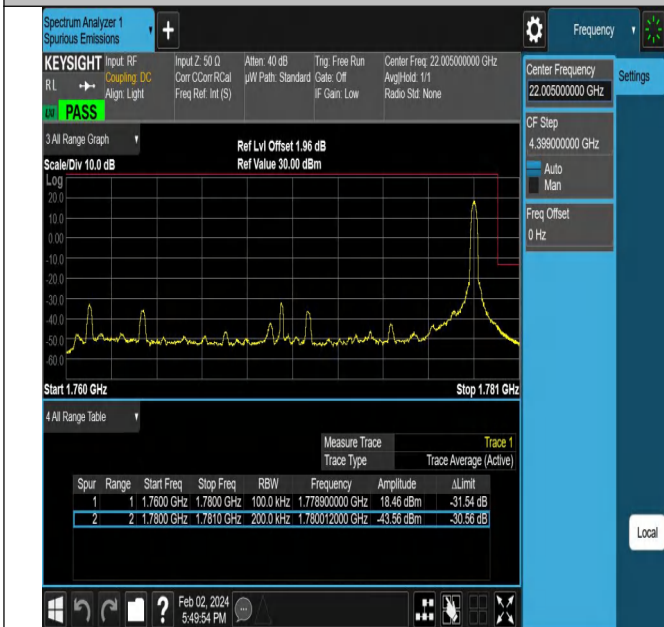 Spectrum Analyzer 1
Spurious Emissions
Frequency
KEYSIGHT Input: RF Input Z: 50 Ω Atten: 40 dB Trig: Free Run Center Freq: 22.005000000 GHz
RL Coupling: DC Corr CCorr RCal µW Path: Standard Gate: Off Avg|Hold: 1/1
Align: Light Freq Ref: Int (S) IF Gain: Low Radio Std: None
PASS
Center Frequency
22.005000000 GHz
Settings
CF Step
4.399000000 GHz
Auto
Man
Freq Offset
0 Hz
3 All Range Graph
Ref Lvl Offset 1.96 dB
Scale/Div 10.0 dB Ref Value 30.00 dBm
Log
20.0
10.0
0.00
-10.0
-20.0
-30.0
-40.0
-50.0
-60.0
Start 1.760 GHz Stop 1.781 GHz
4 All Range Table
Measure Trace Trace 1
Trace Type Trace Average (Active)
Spur Range Start Freq Stop Freq RBW Frequency Amplitude ΔLimit
1 1 1.7600 GHz 1.7800 GHz 100.0 kHz 1.778900000 GHz 18.46 dBm -31.54 dB
2 2 1.7800 GHz 1.7810 GHz 200.0 kHz 1.780012000 GHz -43.56 dBm -30.56 dB
Local
Feb 02, 2024
5:49:54 PM